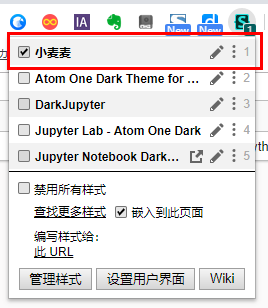 IA
New
New
1
小麦麦
1
Atom One Dark Theme for ...
2
DarkJupyter
3
Jupyter Lab - Atom One Dark
4
Jupyter Notebook Dark...
5
禁用所有样式
查找更多样式 嵌入到此页面
编写样式给:
此 URL
管理样式 设置用户界面 Wiki